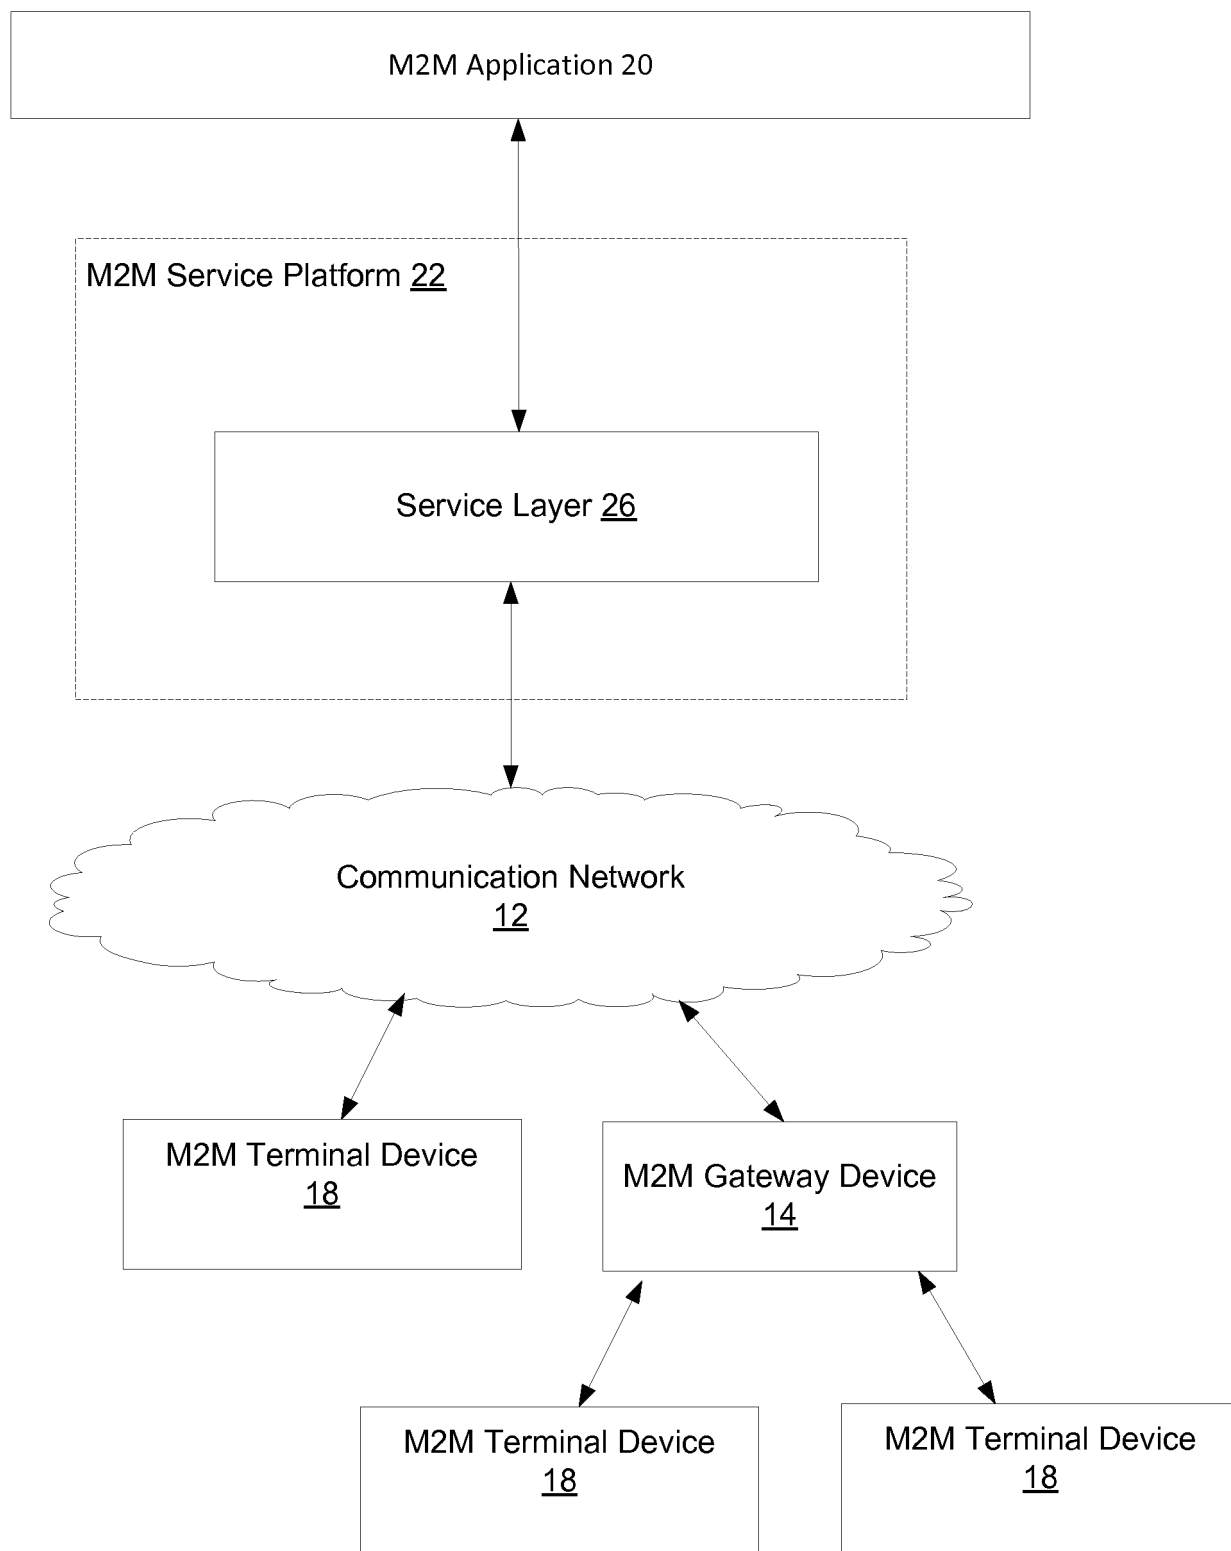 M2M Application 20
M2M Service Platform 22
Service Layer 26
Communication Network
12
M2M Terminal Device
18
M2M Gateway Device
14
M2M Terminal Device
18
M2M Terminal Device
18